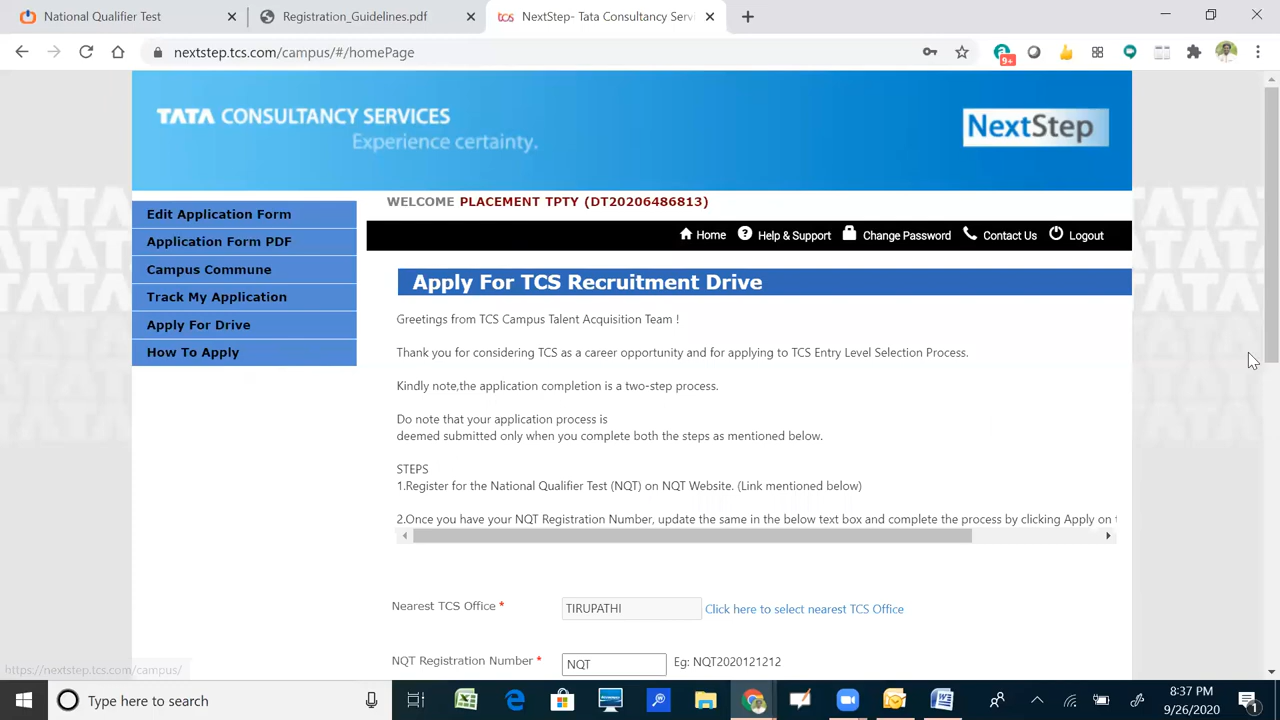 National Qualifier Test
Registration_Guidelines.pdf
tcs NextStep- Tata Consultancy Servi
nextstep.tcs.com/campus/#/homePage
9+
TATA CONSULTANCY SERVICES
Experience certainty.
NextStep
WELCOME PLACEMENT TPTY (DT20206486813)
Home Help & Support Change Password Contact Us Logout
Edit Application Form
Application Form PDF
Campus Commune
Track My Application
Apply For Drive
How To Apply
Apply For TCS Recruitment Drive
Greetings from TCS Campus Talent Acquisition Team !
Thank you for considering TCS as a career opportunity and for applying to TCS Entry Level Selection Process.
Kindly note,the application completion is a two-step process.
Do note that your application process is
deemed submitted only when you complete both the steps as mentioned below.
STEPS
1.Register for the National Qualifier Test (NQT) on NQT Website. (Link mentioned below)
2.Once you have your NQT Registration Number, update the same in the below text box and complete the process by clicking Apply on t
Nearest TCS Office * TIRUPATHI Click here to select nearest TCS Office
NQT Registration Number * NQT Eg: NQT2020121212
https://nextstep.tcs.com/campus/
Type here to search
8:37 PM
9/26/2020
1